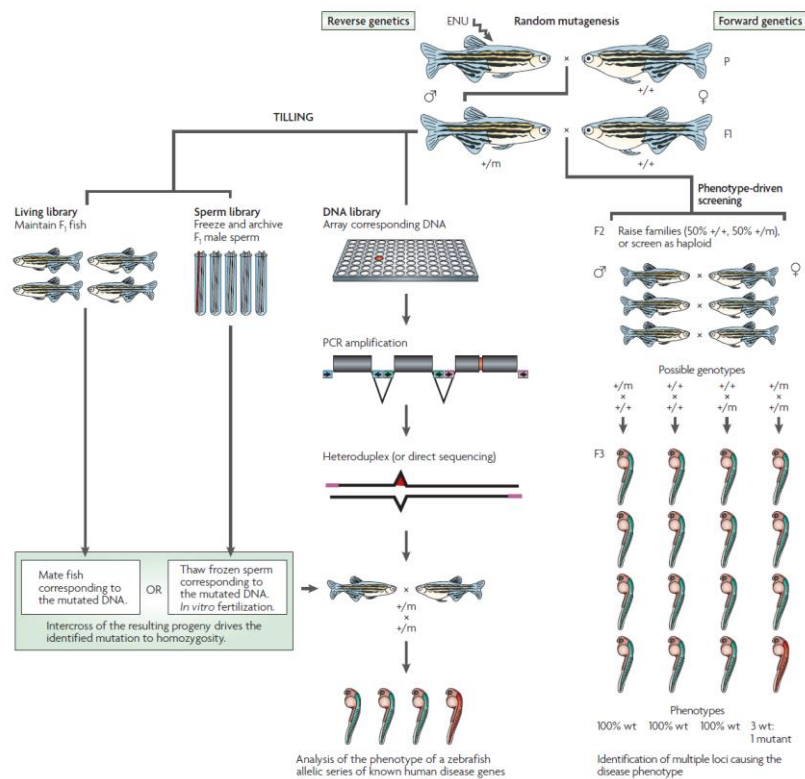 Reverse genetics
ENU
Random mutagenesis
Forward genetics
×
P
+/+
♂
♀
TILLING
×
F1
+/m
+/+
Phenotype-driven
screening
Living library
Maintain F₁ fish
Sperm library
Freeze and archive
F₁ male sperm
DNA library
Array corresponding DNA
F2
Raise families (50% +/+, 50% +/m),
or screen as haploid
♂
♀
×
×
×
PCR amplification
Possible genotypes
+/m
×
+/+
+/+
×
+/+
+/+
×
+/m
+/m
×
+/m
F3
Heteroduplex (or direct sequencing)
Mate fish
corresponding to
the mutated DNA.
OR
Thaw frozen sperm
corresponding to
the mutated DNA.
In vitro fertilization.
Intercross of the resulting progeny drives the
identified mutation to homozygosity.
×
+/m
×
+/m
Phenotypes
100% wt
100% wt
100% wt
3 wt:
1 mutant
Analysis of the phenotype of a zebrafish
allelic series of known human disease genes
Identification of multiple loci causing the
disease phenotype